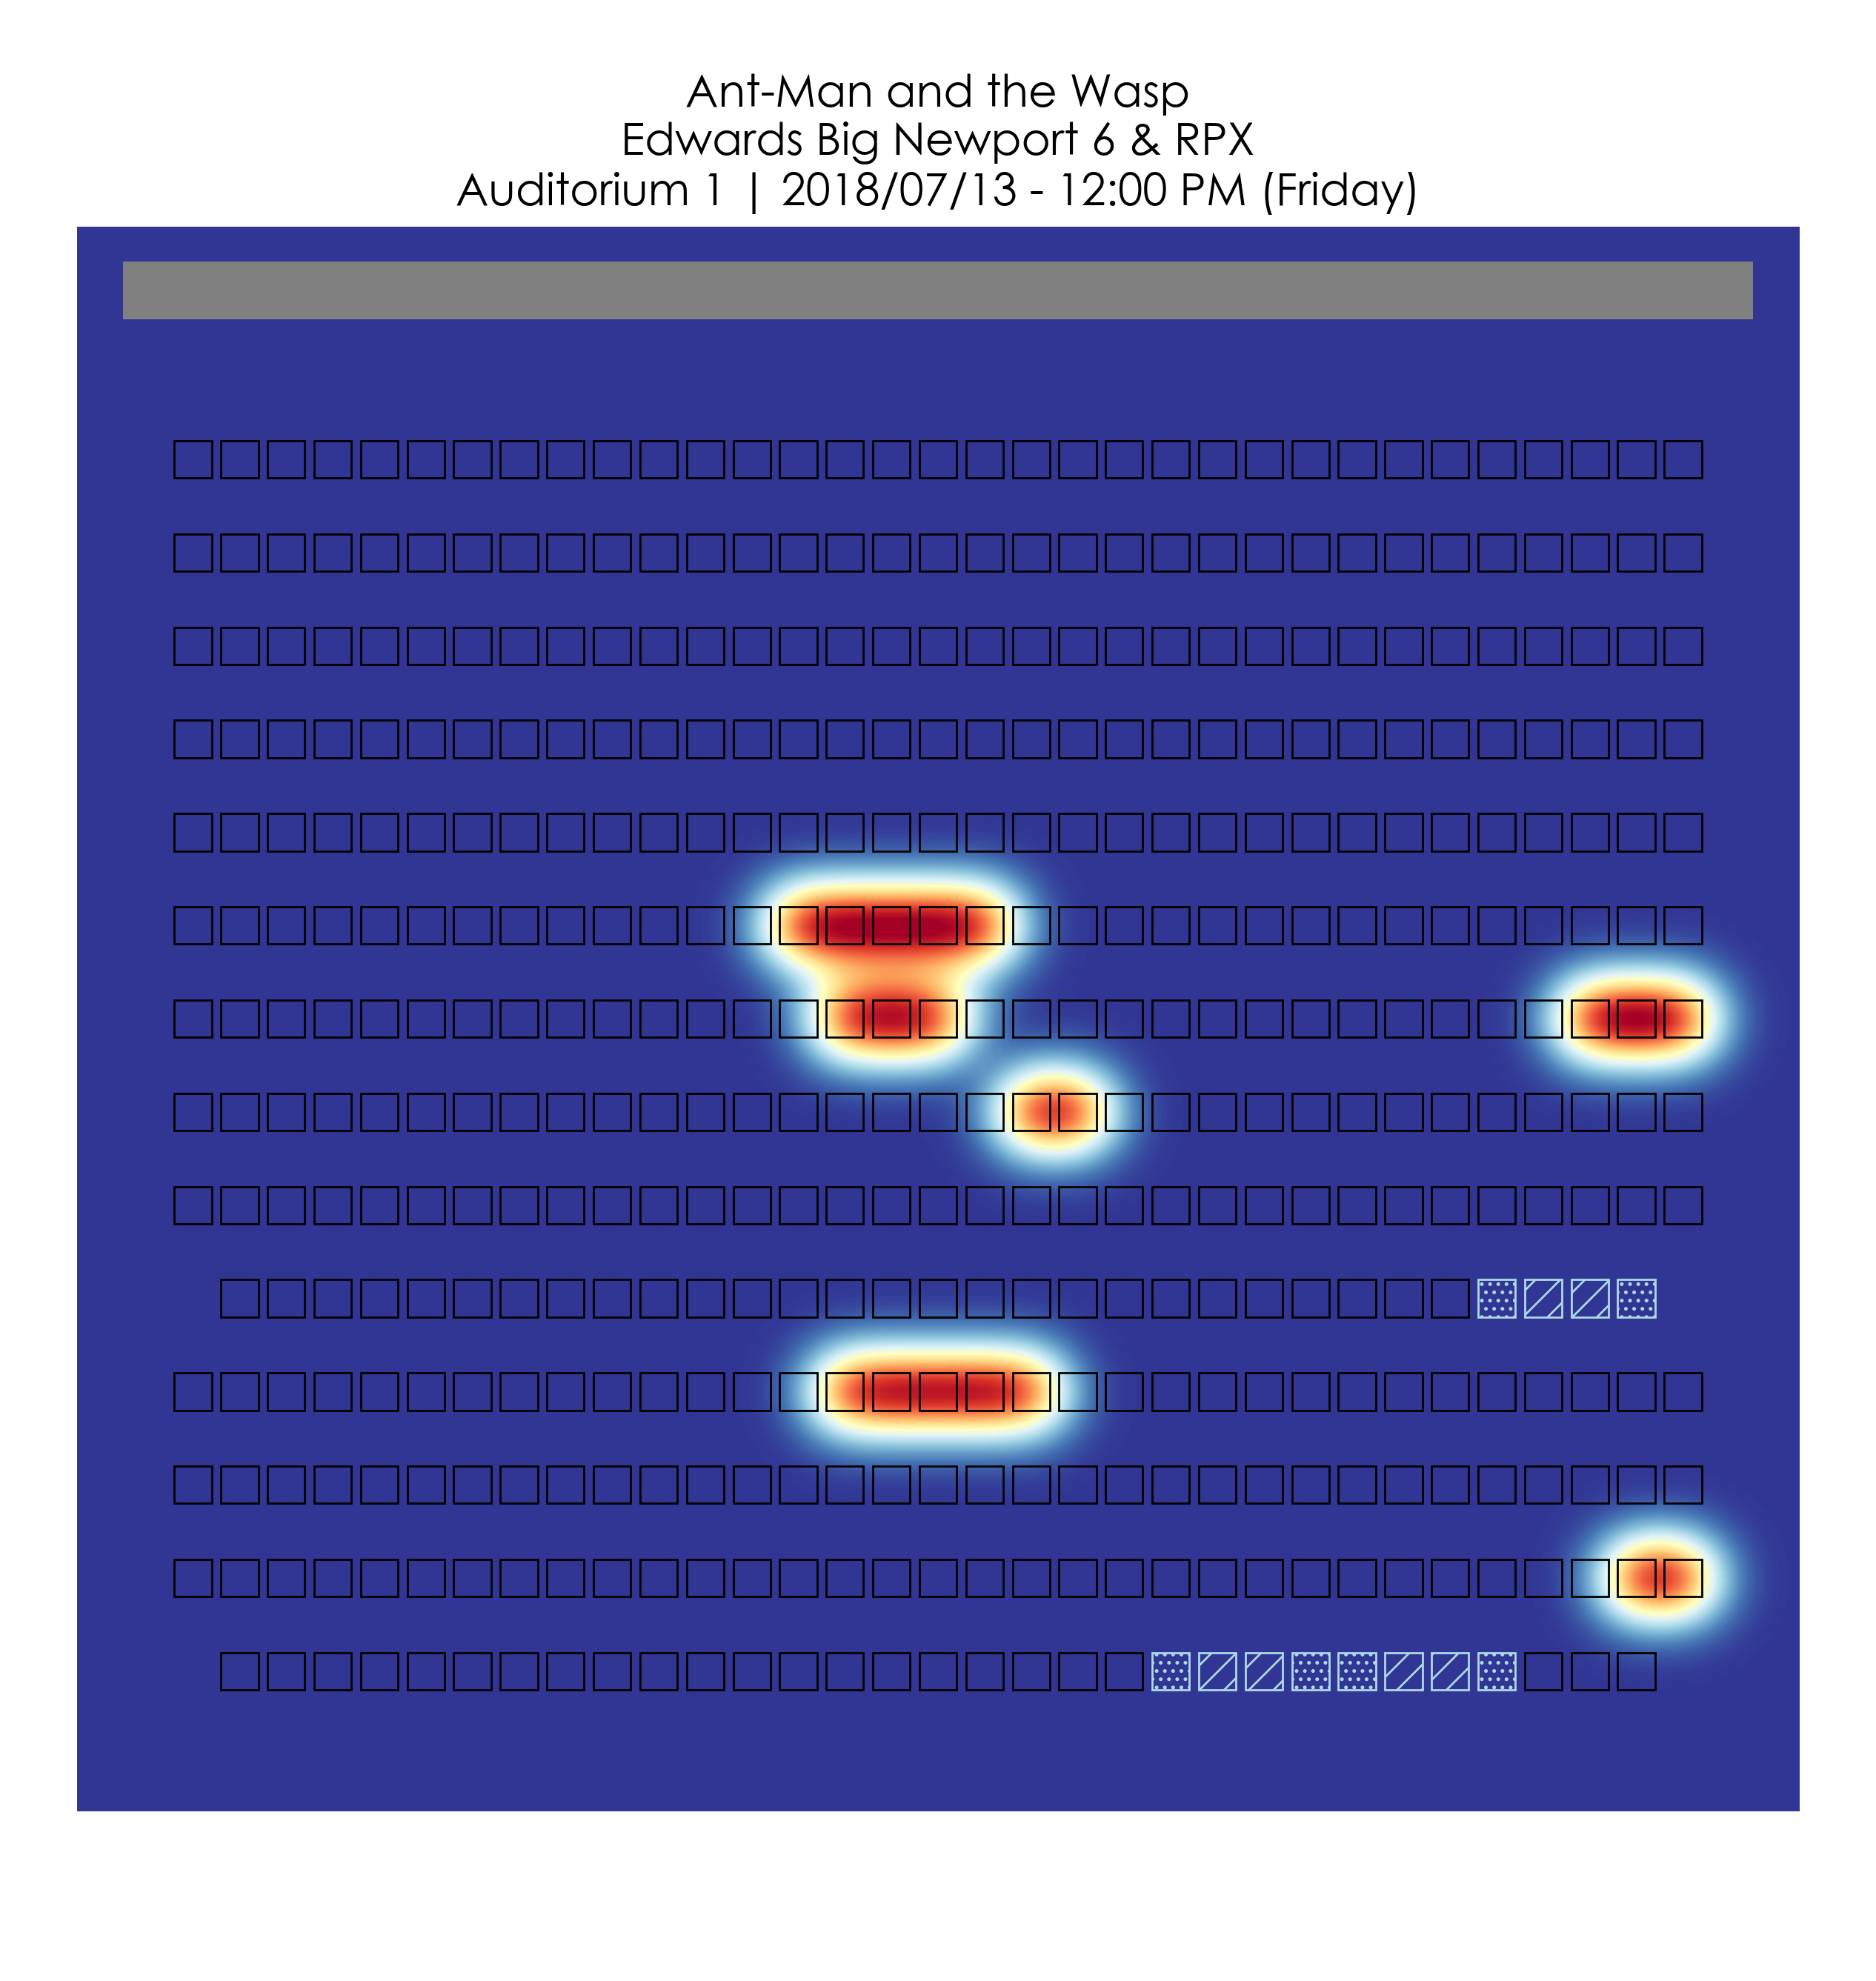 Ant-Man and the Wasp
Edwards Big Newport 6 & RPX
Auditorium 1 | 2018/07/13 - 12:00 PM (Friday)